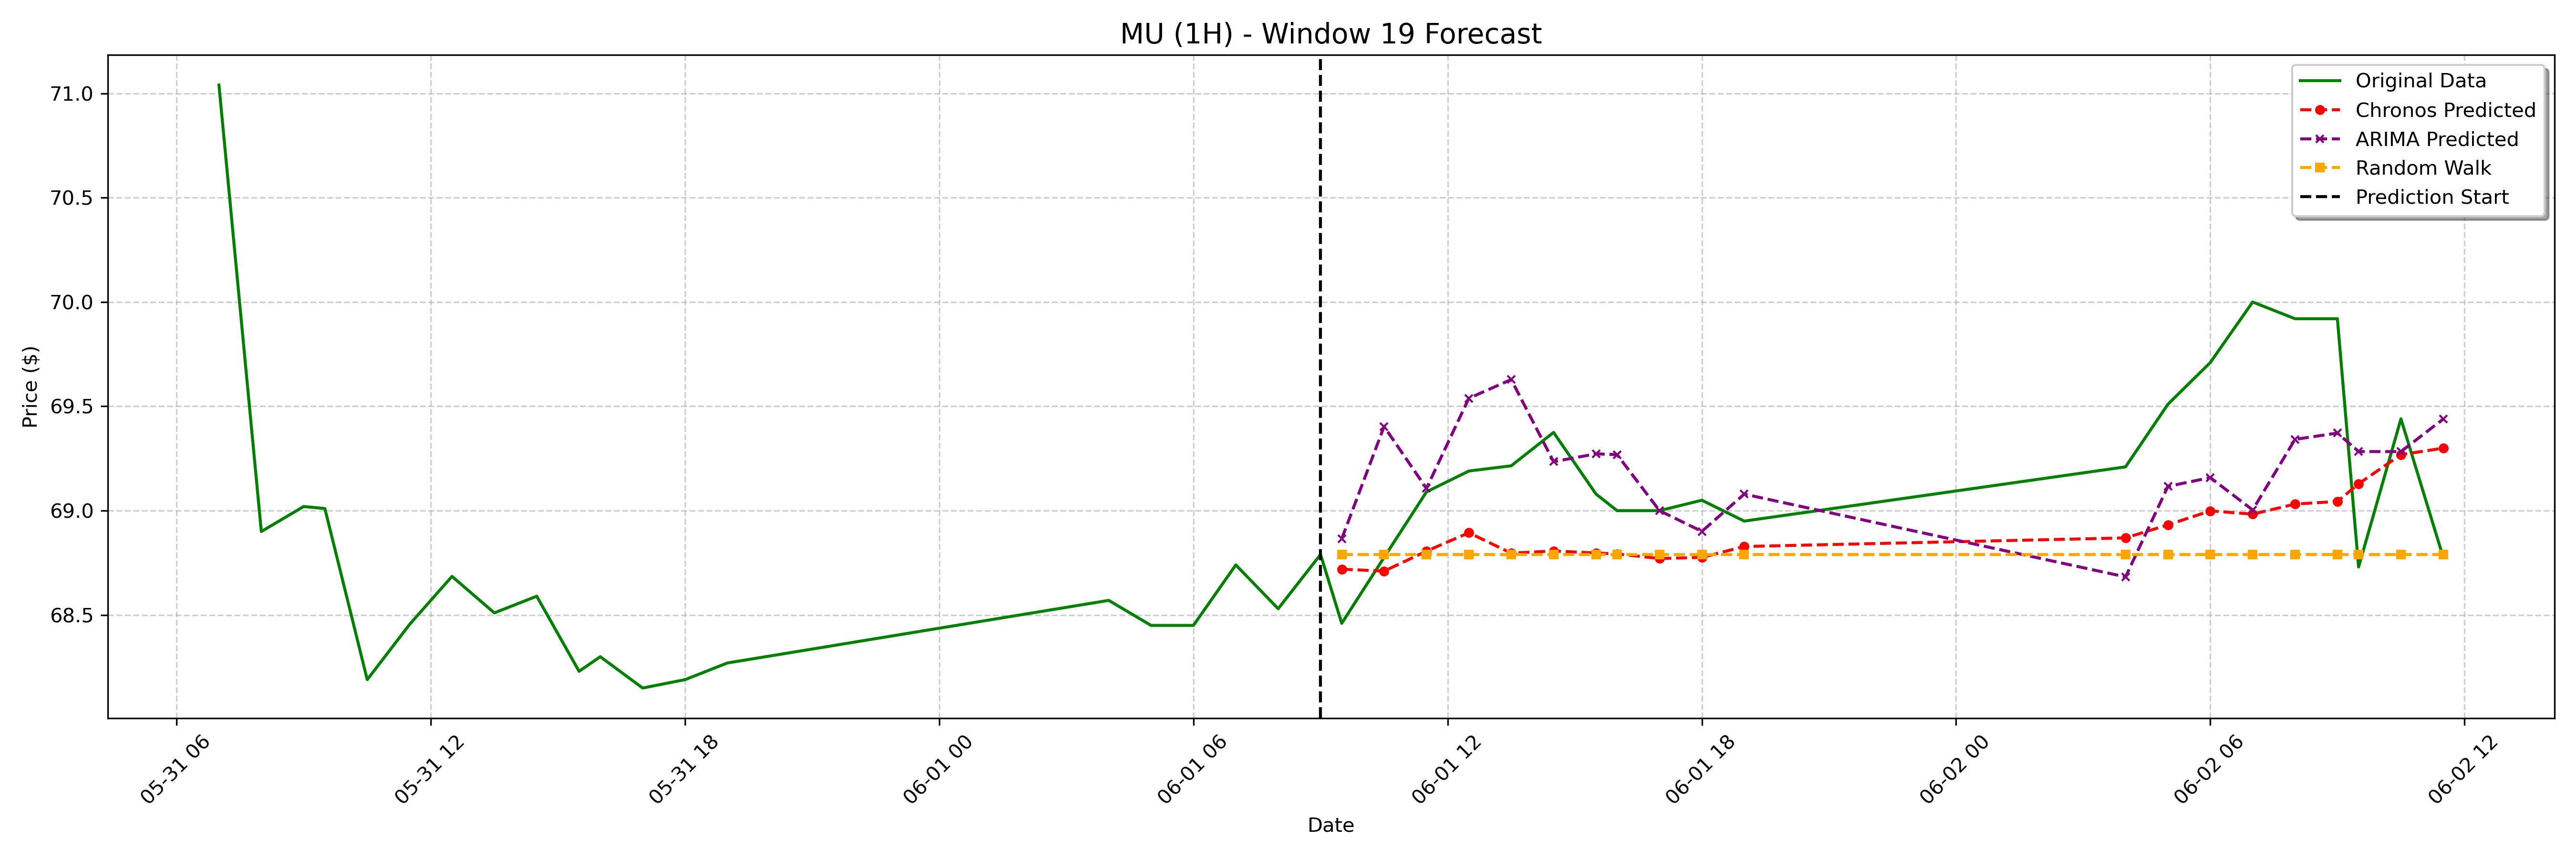 MU (1H) - Window 19 Forecast
Original Data
Chronos Predicted
ARIMA Predicted
Random Walk
Prediction Start
Price ($)
71.0
70.5
70.0
69.5
69.0
68.5
05-31 06
05-31 12
05-31 18
06-01 00
06-01 06
06-01 12
06-01 18
06-02 00
06-02 06
06-02 12
Date